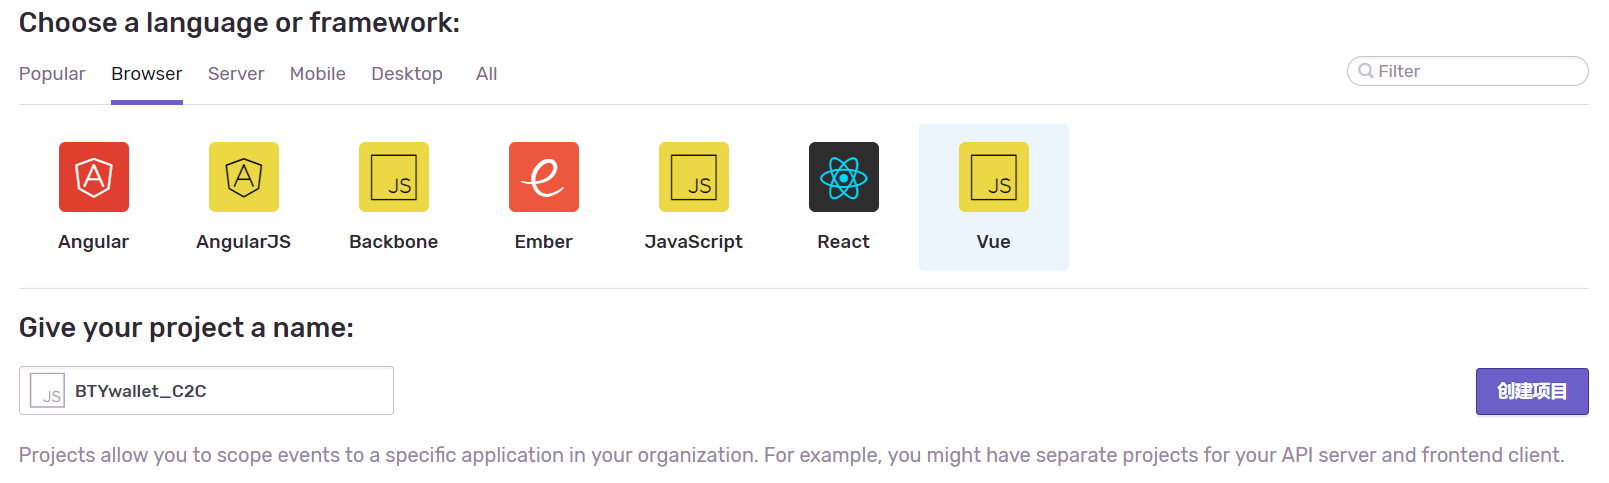 Choose a language or framework:
Popular Browser Server Mobile Desktop All Filter
JS JS JS
Angular AngularJS Backbone Ember JavaScript React Vue
Give your project a name:
JS BTYwallet_C2C 创建项目
Projects allow you to scope events to a specific application in your organization. For example, you might have separate projects for your API server and frontend client.